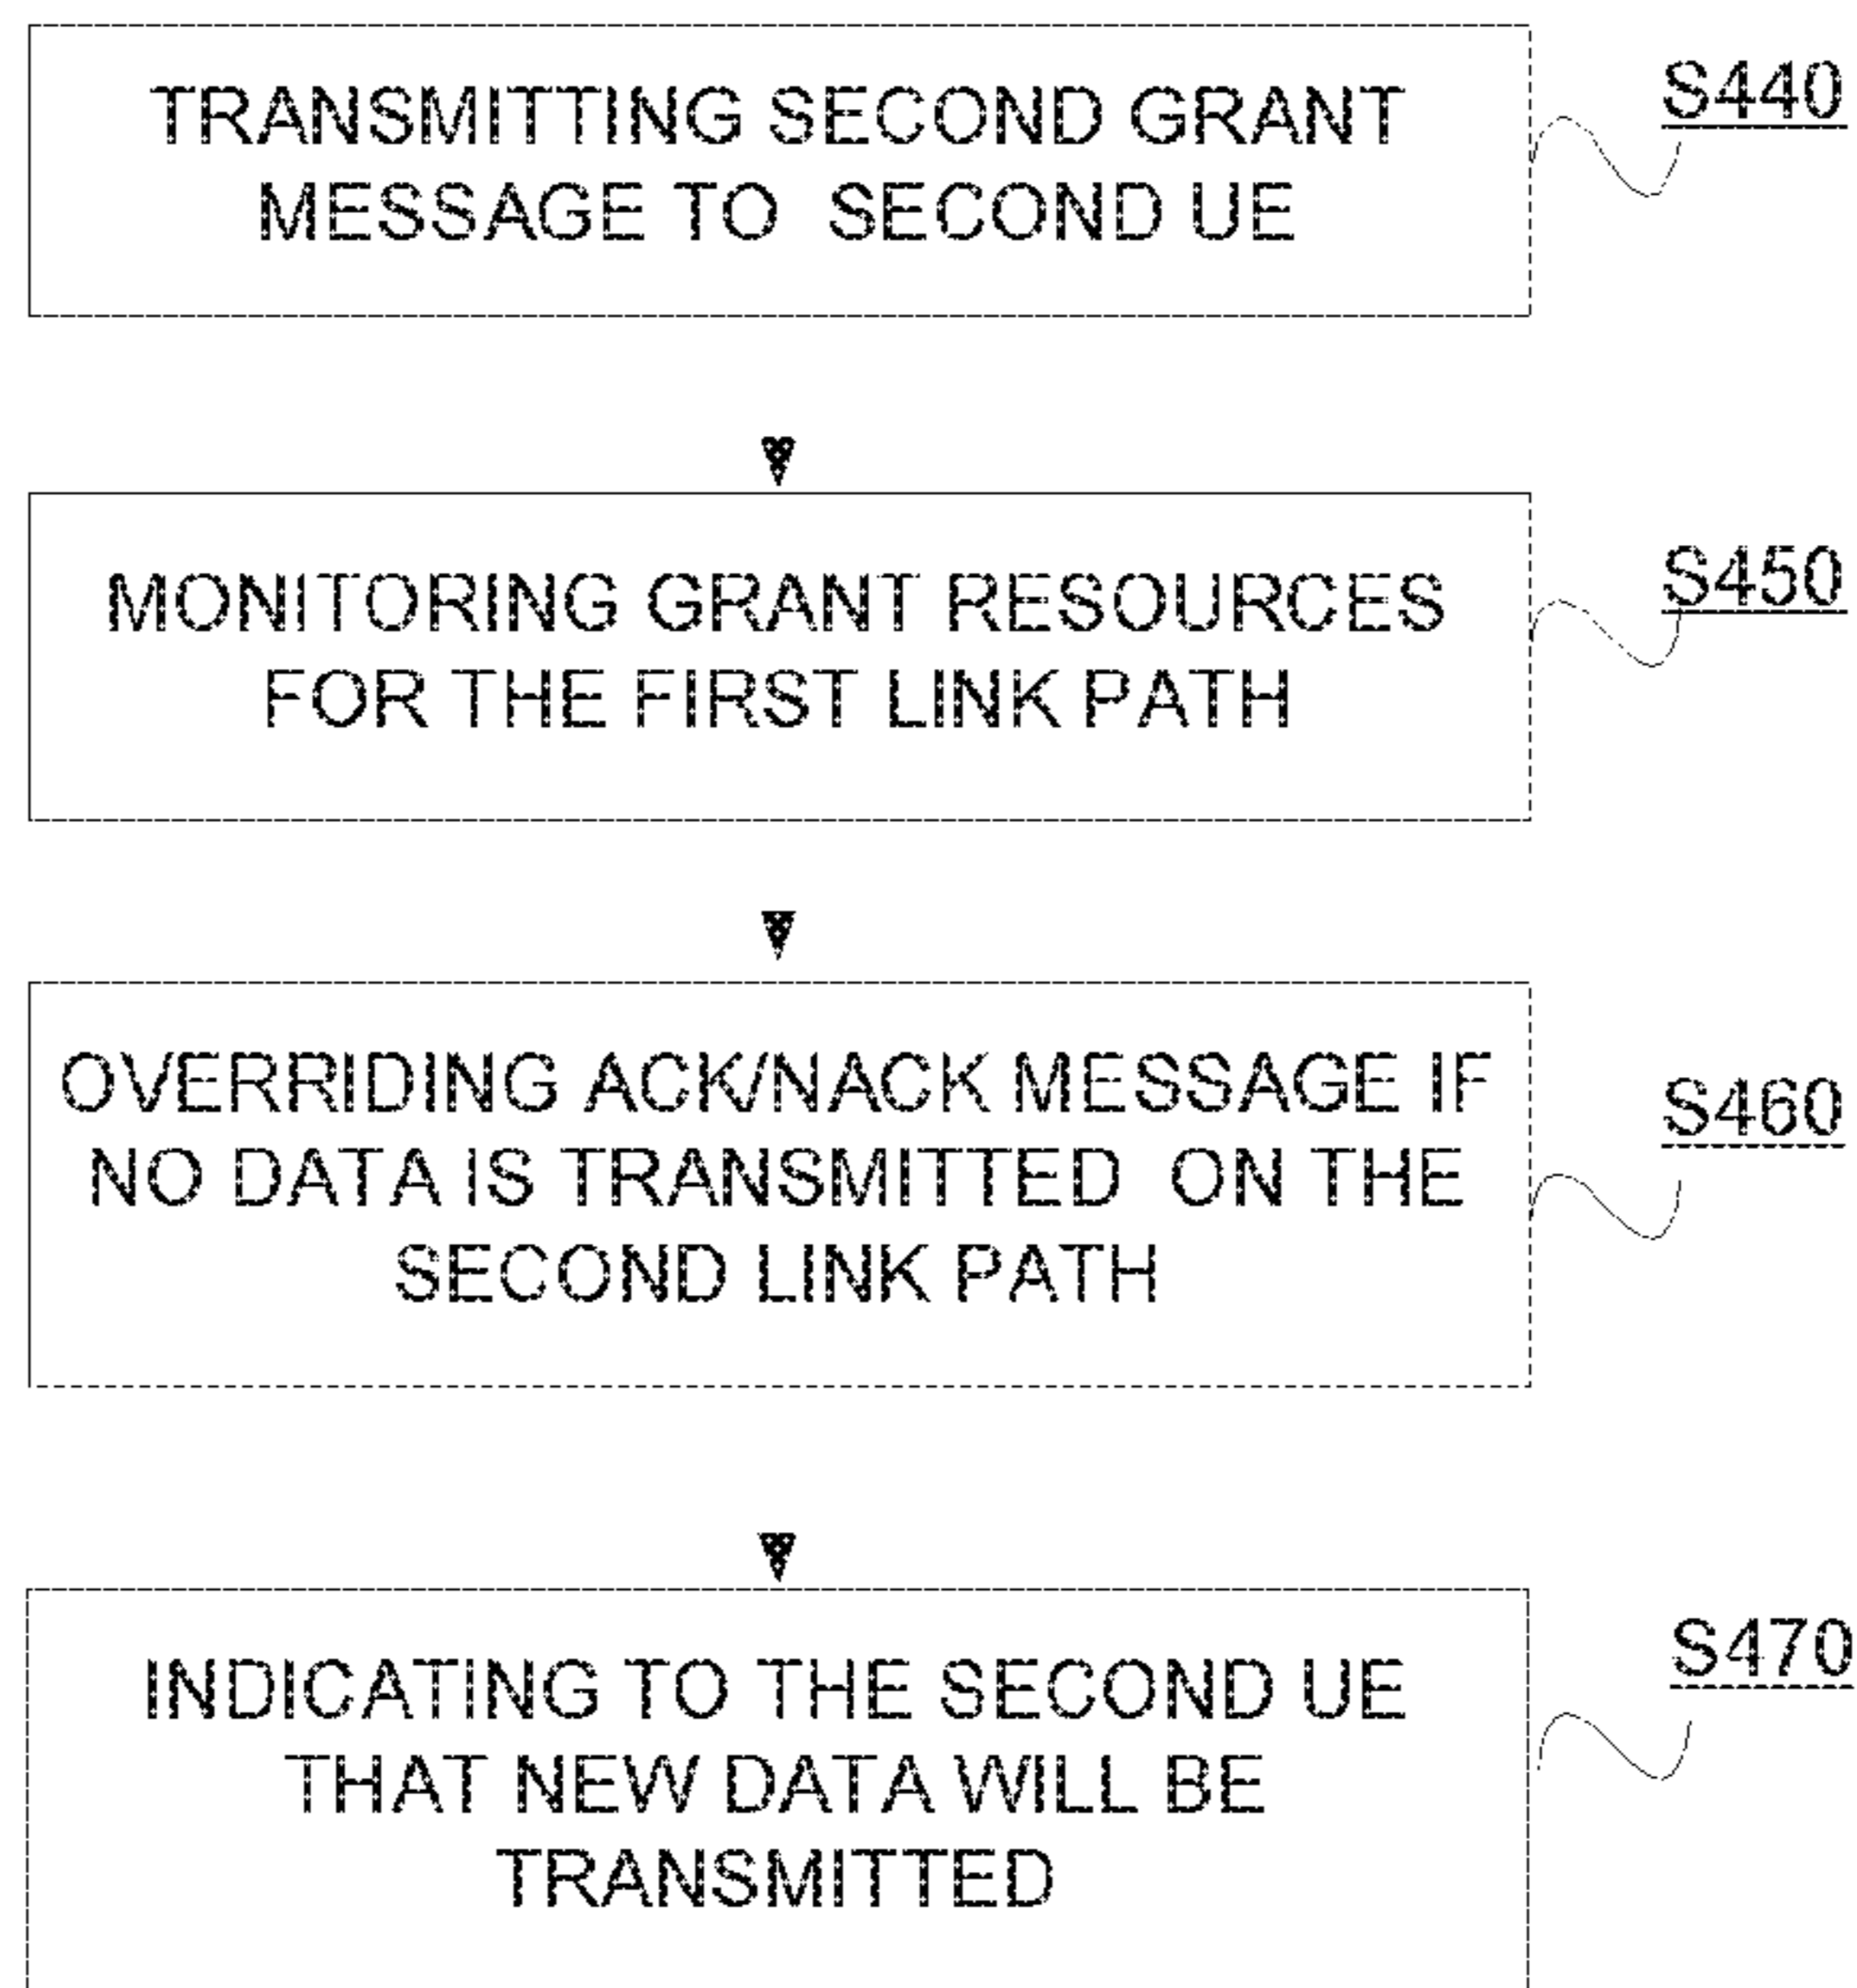 TRANSMITTING SECOND GRANT
MESSAGE TO SECOND UE
S440
MONITORING GRANT RESOURCES
FOR THE FIRST LINK PATH
S450
OVERRIDING ACK/NACK MESSAGE IF
NO DATA IS TRANSMITTED ON THE
SECOND LINK PATH
S460
INDICATING TO THE SECOND UE
THAT NEW DATA WILL BE
TRANSMITTED
S470